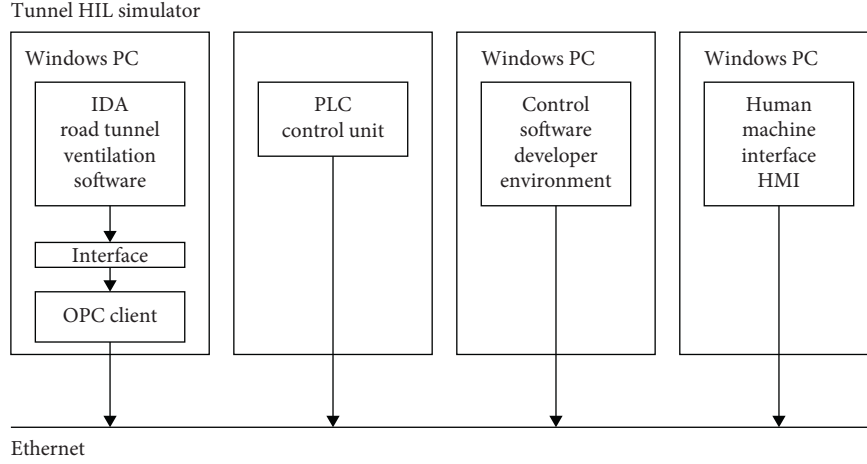 Tunnel HIL simulator
Windows PC
IDA
road tunnel
ventilation
software
Interface
OPC client
PLC
control unit
Windows PC
Control
software
developer
environment
Windows PC
Human
machine
interface
HMI
Ethernet